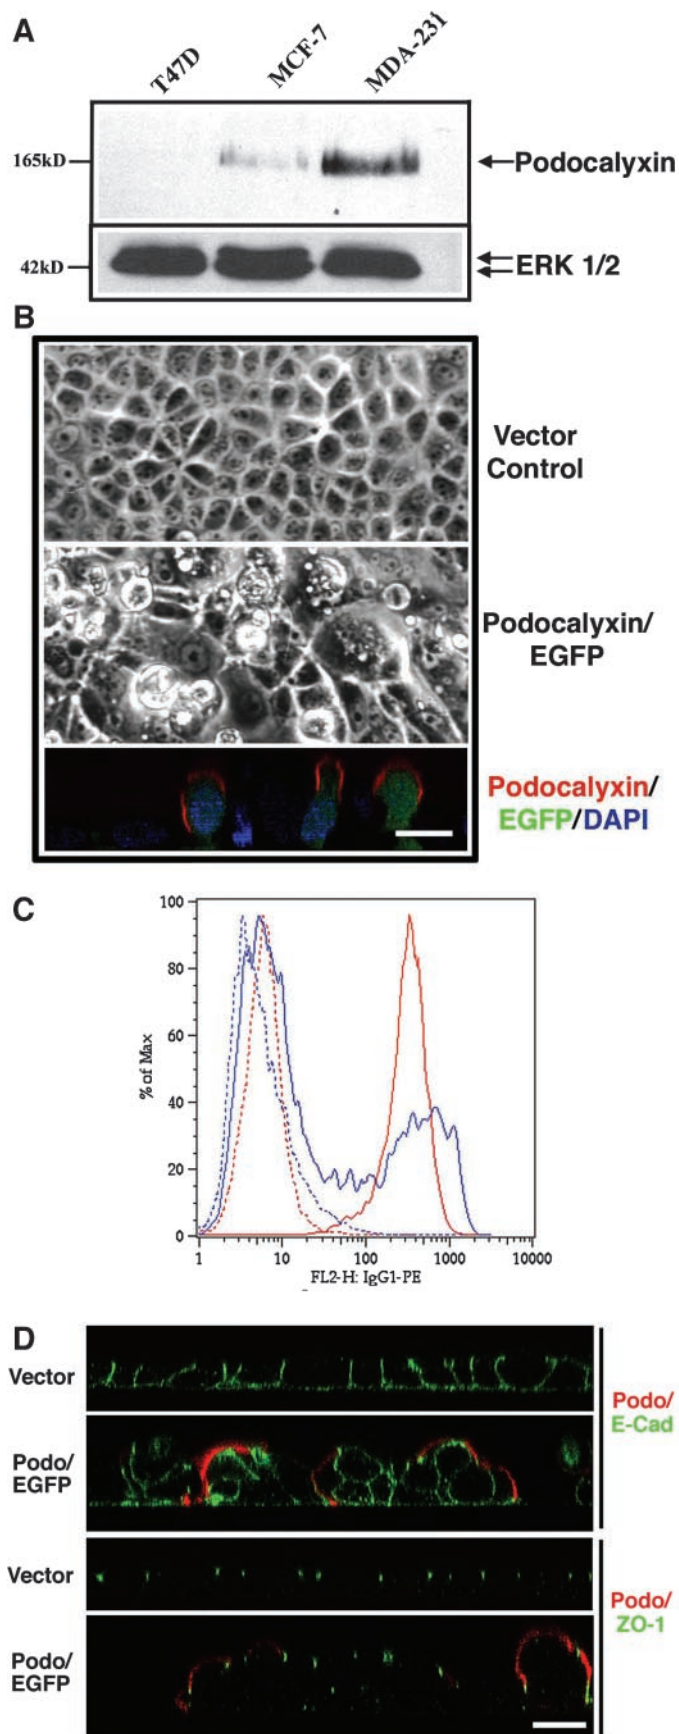 A
T47D
MCF-7
MDA-231
165kD
Podocalyxin
42kD
ERK 1/2
B
Vector
Control
Podocalyxin/
EGFP
Podocalyxin/
EGFP/DAPI
C
100
80
60
40
20
0
% of Max
1
10
100
1000
10000
FL2-H: IgG1-PE
D
Vector
Podo/
E-Cad
Podo/
EGFP
Vector
Podo/
ZO-1
Podo/
EGFP